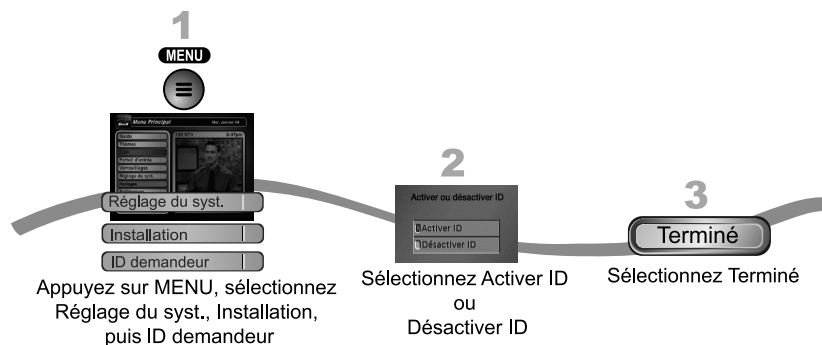 1
MENU
Menu Principal
Guide
Thèmes
Portail d'entrée
Verrouillages
Réglage du syst.
Réglage du syst.
Installation
ID demandeur
Appuyez sur MENU, sélectionnez
Réglage du syst., Installation,
puis ID demandeur
2
Activer ou désactiver ID
Activer ID
Désactiver ID
Sélectionnez Activer ID
ou
Désactiver ID
3
Terminé
Sélectionnez Terminé